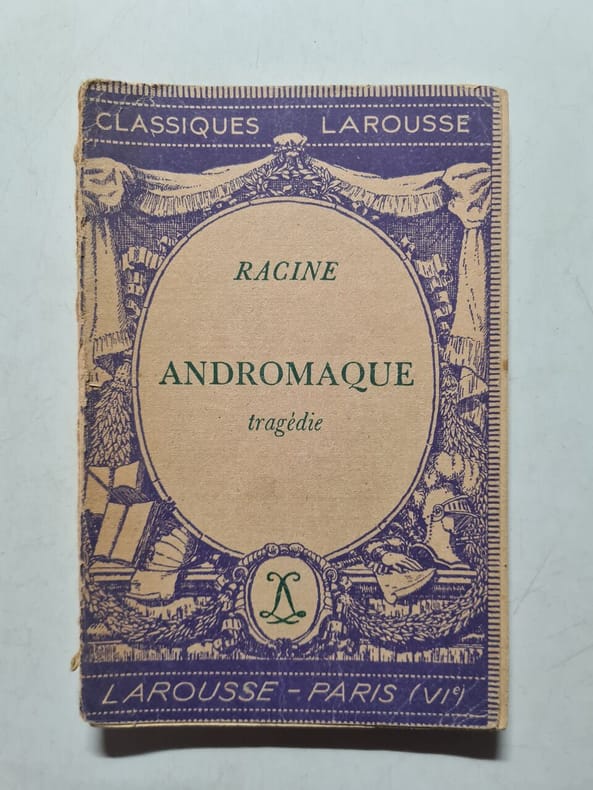 CLASSIQUES LAROUSSE
RACINE
ANDROMAQUE
tragédie
LAROUSSE - PARIS (VIe)